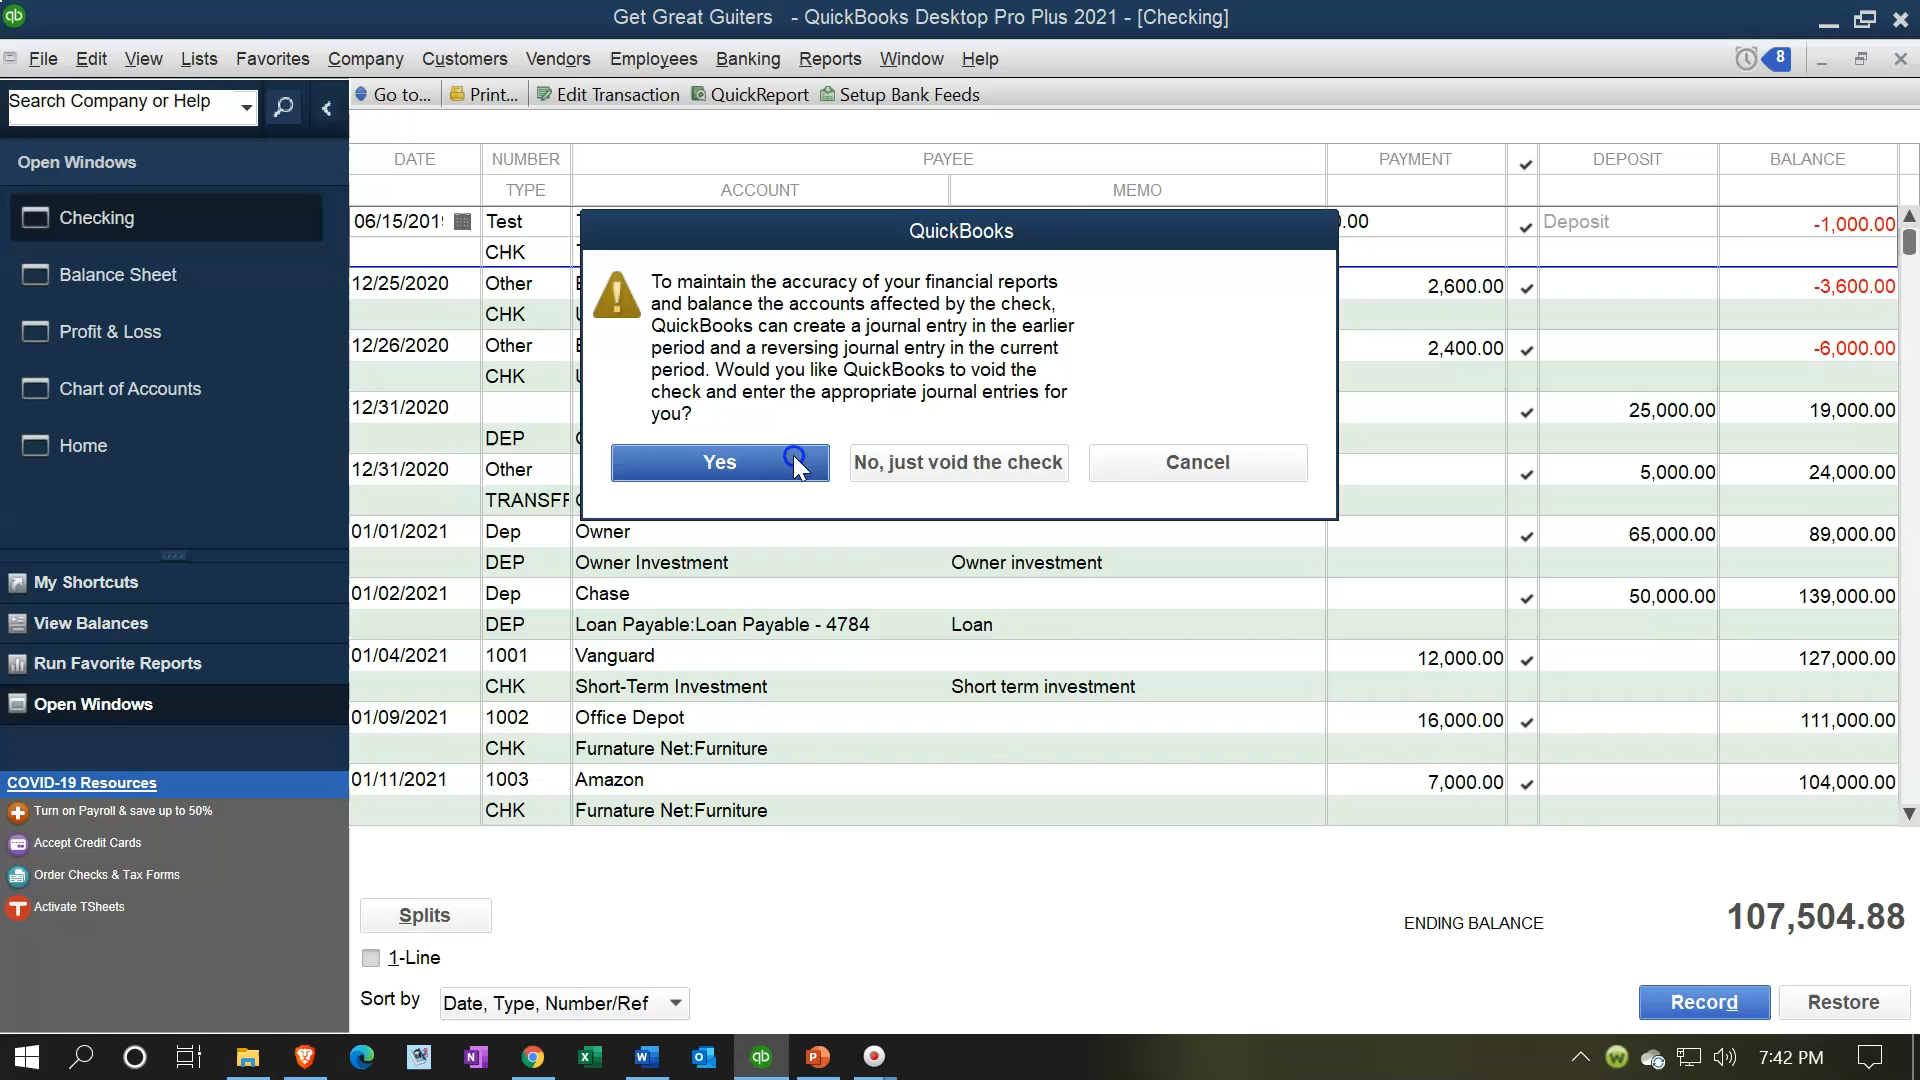 Get Great Guiters - QuickBooks Desktop Pro Plus 2021 - [Checking]
File Edit View Lists Favorites Company Customers Vendors Employees Banking Reports Window Help 8
Search Company or Help
Go to... Print... Edit Transaction QuickReport Setup Bank Feeds
Open Windows
Checking
Balance Sheet
Profit & Loss
Chart of Accounts
Home
My Shortcuts
View Balances
Run Favorite Reports
Open Windows
COVID-19 Resources
Turn on Payroll & save up to 50%
Accept Credit Cards
Order Checks & Tax Forms
Activate TSheets
DATE NUMBER PAYEE PAYMENT DEPOSIT BALANCE
TYPE ACCOUNT MEMO
06/15/201 Test .00 Deposit -1,000.00
CHK
12/25/2020 Other 2,600.00 -3,600.00
CHK
12/26/2020 Other 2,400.00 -6,000.00
CHK
12/31/2020 25,000.00 19,000.00
DEP
12/31/2020 Other 5,000.00 24,000.00
TRANSFR
01/01/2021 Dep Owner 65,000.00 89,000.00
DEP Owner Investment Owner investment
01/02/2021 Dep Chase 50,000.00 139,000.00
DEP Loan Payable:Loan Payable - 4784 Loan
01/04/2021 1001 Vanguard 12,000.00 127,000.00
CHK Short-Term Investment Short term investment
01/09/2021 1002 Office Depot 16,000.00 111,000.00
CHK Furnature Net:Furniture
01/11/2021 1003 Amazon 7,000.00 104,000.00
CHK Furnature Net:Furniture
QuickBooks
To maintain the accuracy of your financial reports
and balance the accounts affected by the check,
QuickBooks can create a journal entry in the earlier
period and a reversing journal entry in the current
period. Would you like QuickBooks to void the
check and enter the appropriate journal entries for
you?
Yes No, just void the check Cancel
Splits
ENDING BALANCE 107,504.88
1-Line
Sort by Date, Type, Number/Ref
Record Restore
7:42 PM